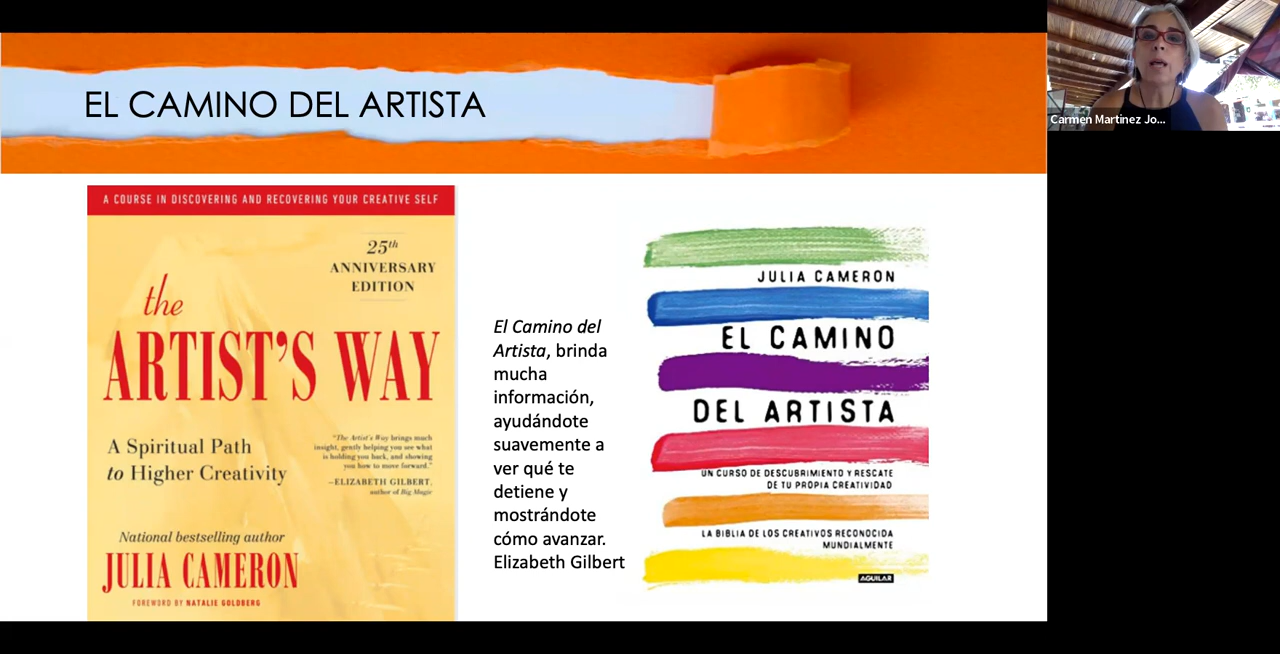 EL CAMINO DEL ARTISTA
Carmen Martinez Jo...
A COURSE IN DISCOVERING AND RECOVERING YOUR CREATIVE SELF
25th
ANNIVERSARY
EDITION
the
ARTIST'S WAY
A Spiritual Path
to Higher Creativity
"The Artist's Way brings much
insight, gently helping you see what
is holding you back, and showing
you how to move forward."
—ELIZABETH GILBERT,
author of Big Magic
National bestselling author
JULIA CAMERON
FOREWORD BY NATALIE GOLDBERG
El Camino del
Artista, brinda
mucha
información,
ayudándote
suavemente a
ver qué te
detiene y
mostrándote
cómo avanzar.
Elizabeth Gilbert
JULIA CAMERON
EL CAMINO
DEL ARTISTA
UN CURSO DE DESCUBRIMIENTO Y RESCATE
DE TU PROPIA CREATIVIDAD
LA BIBLIA DE LOS CREATIVOS RECONOCIDA
MUNDIALMENTE
AGUILAR